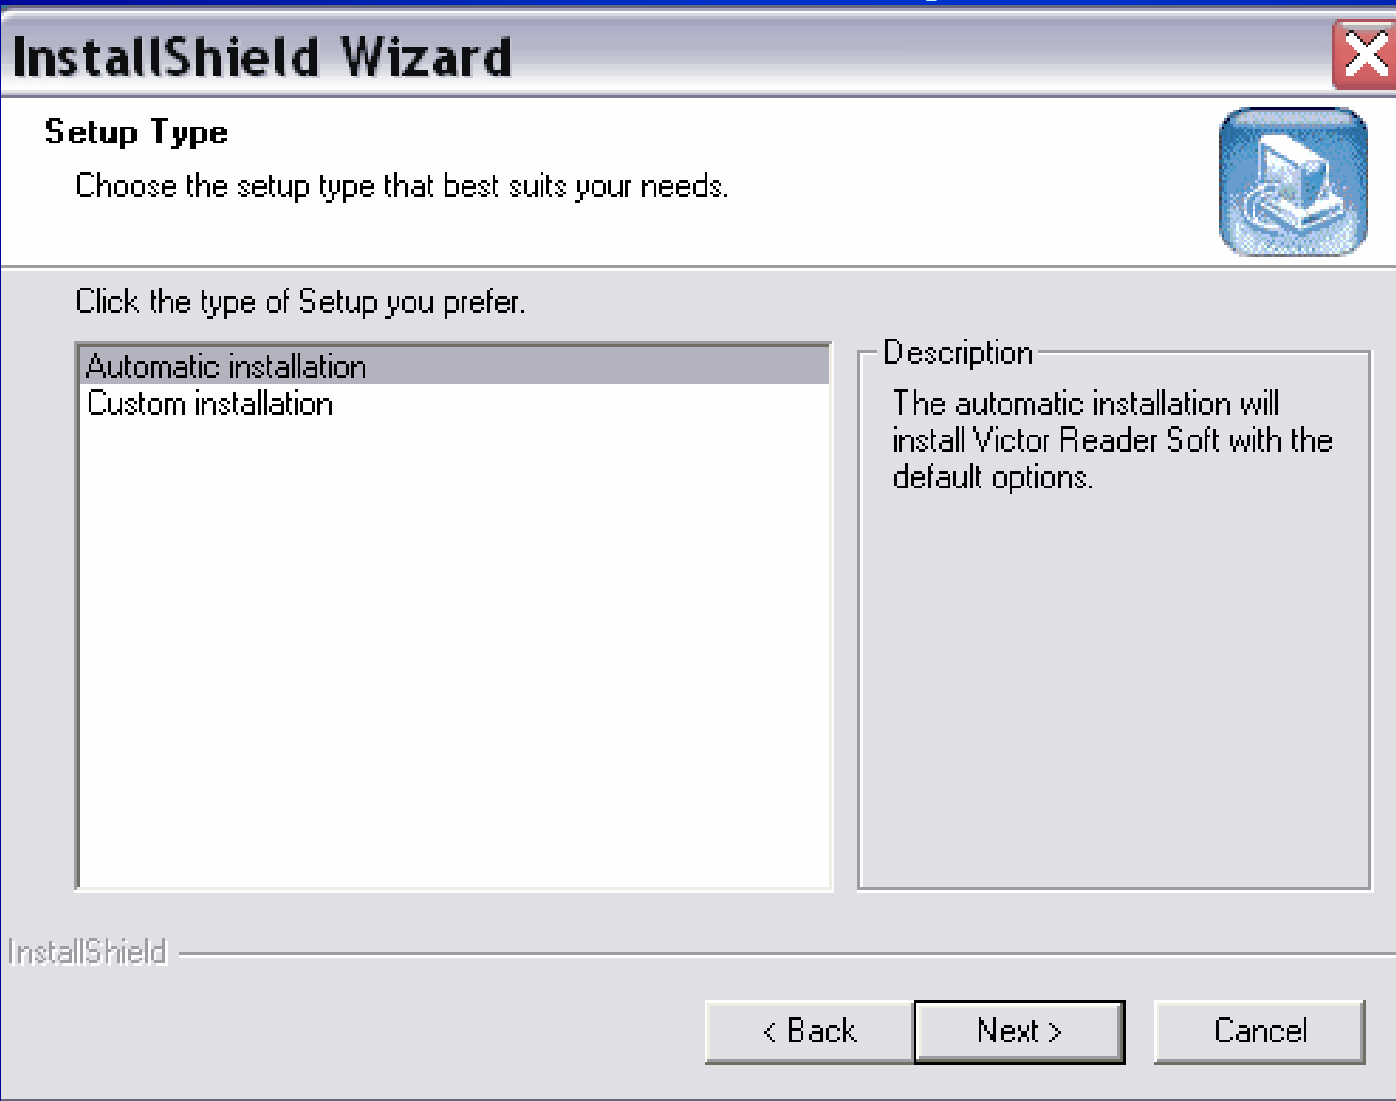 InstallShield Wizard
Setup Type
Choose the setup type that best suits your needs.
Click the type of Setup you prefer.
Automatic installation
Custom installation
Description
The automatic installation will
install Victor Reader Soft with the
default options.
InstallShield
< Back
Next >
Cancel